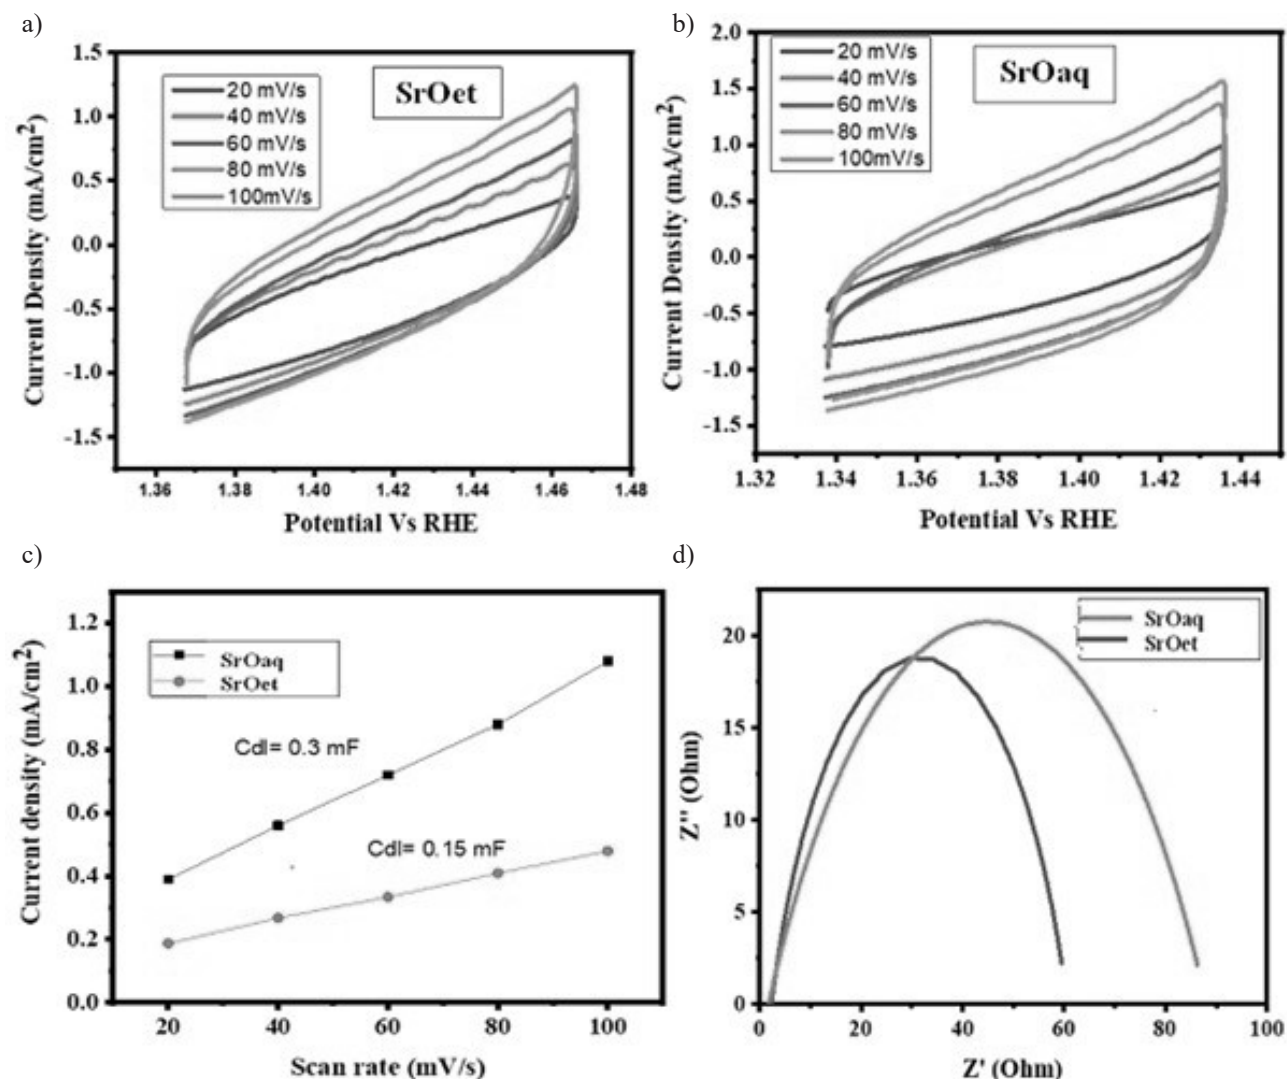 a)
1.5
1.0
0.5
0.0
-0.5
-1.0
-1.5
Current Density (mA/cm²)
20 mV/s
40 mV/s
60 mV/s
80 mV/s
100mV/s
SrOet
1.36 1.38 1.40 1.42 1.44 1.46 1.48
Potential Vs RHE
b)
2.0
1.5
1.0
0.5
0.0
-0.5
-1.0
-1.5
Current Density (mA/cm²)
20 mV/s
40 mV/s
60 mV/s
80 mV/s
100mV/s
SrOaq
1.32 1.34 1.36 1.38 1.40 1.42 1.44
Potential Vs RHE
c)
1.2
1.0
0.8
0.6
0.4
0.2
0.0
Current density (mA/cm²)
SrOaq
SrOet
Cdl= 0.3 mF
Cdl= 0.15 mF
20 40 60 80 100
Scan rate (mV/s)
d)
20
15
10
5
0
Z'' (Ohm)
SrOaq
SrOet
0 20 40 60 80 100
Z' (Ohm)